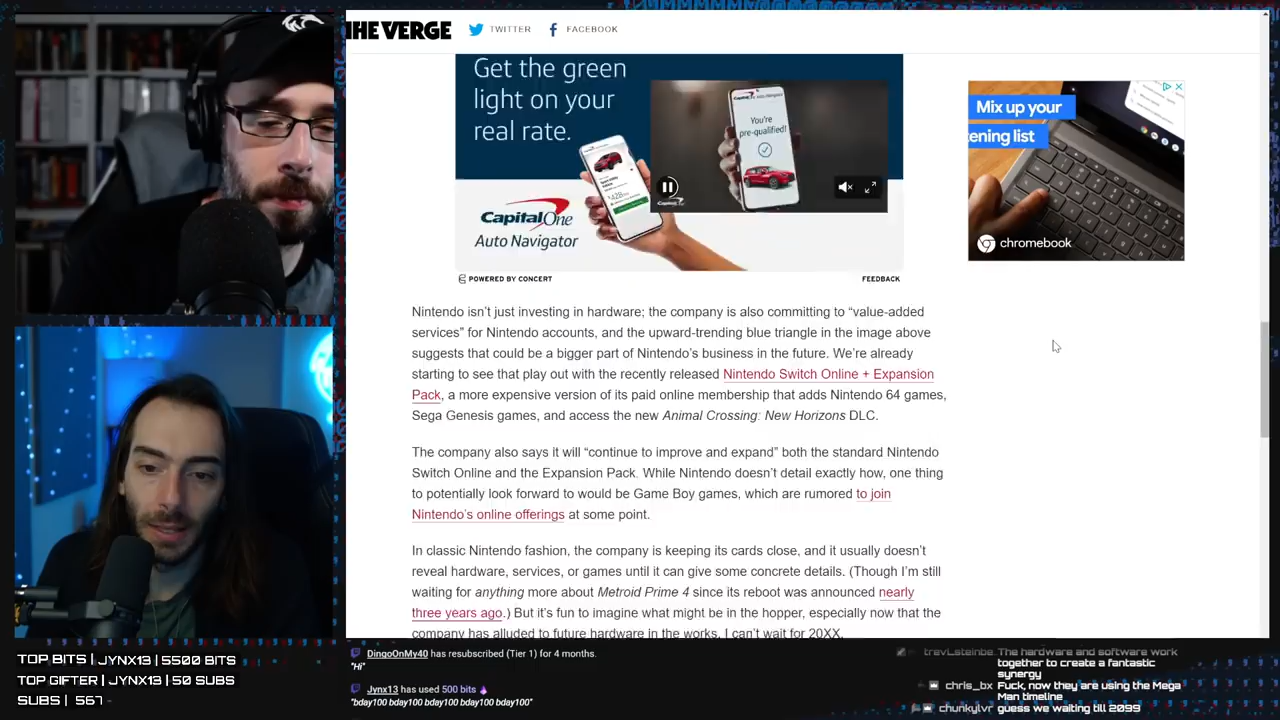 THE VERGE
TWITTER
FACEBOOK
Get the green
light on your
real rate.
You're
pre-qualified!
Capital One
Auto Navigator
Mix up your
tening list
chromebook
POWERED BY CONCERT
FEEDBACK
Nintendo isn’t just investing in hardware; the company is also committing to “value-added
services” for Nintendo accounts, and the upward-trending blue triangle in the image above
suggests that could be a bigger part of Nintendo’s business in the future. We’re already
starting to see that play out with the recently released Nintendo Switch Online + Expansion
Pack, a more expensive version of its paid online membership that adds Nintendo 64 games,
Sega Genesis games, and access the new Animal Crossing: New Horizons DLC.
The company also says it will “continue to improve and expand” both the standard Nintendo
Switch Online and the Expansion Pack. While Nintendo doesn’t detail exactly how, one thing
to potentially look forward to would be Game Boy games, which are rumored to join
Nintendo’s online offerings at some point.
In classic Nintendo fashion, the company is keeping its cards close, and it usually doesn’t
reveal hardware, services, or games until it can give some concrete details. (Though I’m still
waiting for anything more about Metroid Prime 4 since its reboot was announced nearly
three years ago.) But it’s fun to imagine what might be in the hopper, especially now that the
company has alluded to future hardware in the works. I can’t wait for 20XX.
TOP BITS | JYNX13 | 5500 BITS
TOP GIFTER | JYNX13 | 50 SUBS
SUBS | 567
DingoOnMy40 has resubscribed (Tier 1) for 4 months.
"Hi"
Jynx13 has used 500 bits
"bday100 bday100 bday100 bday100 bday100"
The hardware and software work
together to create a fantastic
synergy
chris_bx Fuck, now they are using the Mega
Man timeline
chunkylvr guess we waiting till 2099